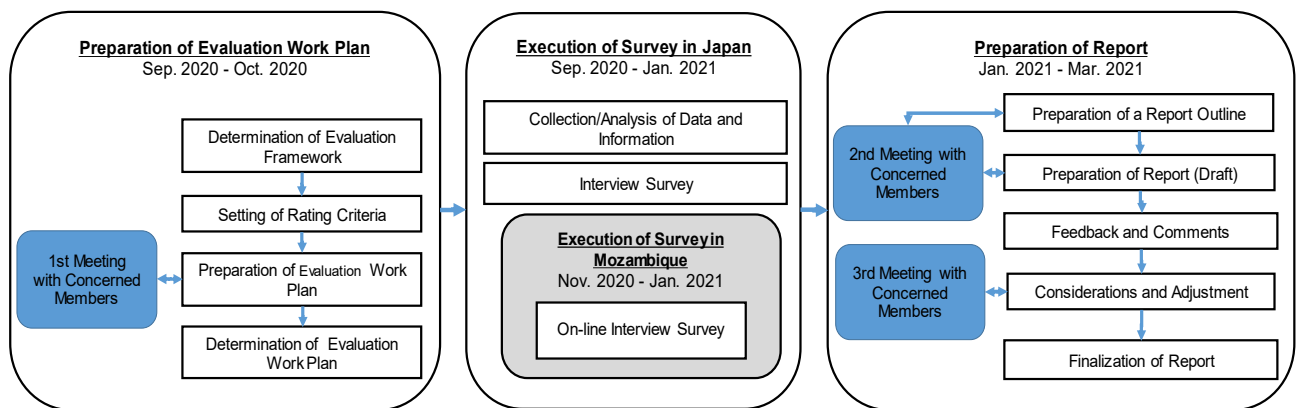 Preparation of Evaluation Work Plan
Sep. 2020 - Oct. 2020
Determination of Evaluation
Framework
Setting of Rating Criteria
1st Meeting
with Concerned
Members
Preparation of Evaluation Work
Plan
Determination of Evaluation
Work Plan
Execution of Survey in Japan
Sep. 2020 - Jan. 2021
Collection/Analysis of Data and
Information
Interview Survey
Execution of Survey in
Mozambique
Nov. 2020 - Jan. 2021
On-line Interview Survey
Preparation of Report
Jan. 2021 - Mar. 2021
Preparation of a Report Outline
2nd Meeting with
Concerned
Members
Preparation of Report (Draft)
Feedback and Comments
3rd Meeting with
Concerned
Members
Considerations and Adjustment
Finalization of Report